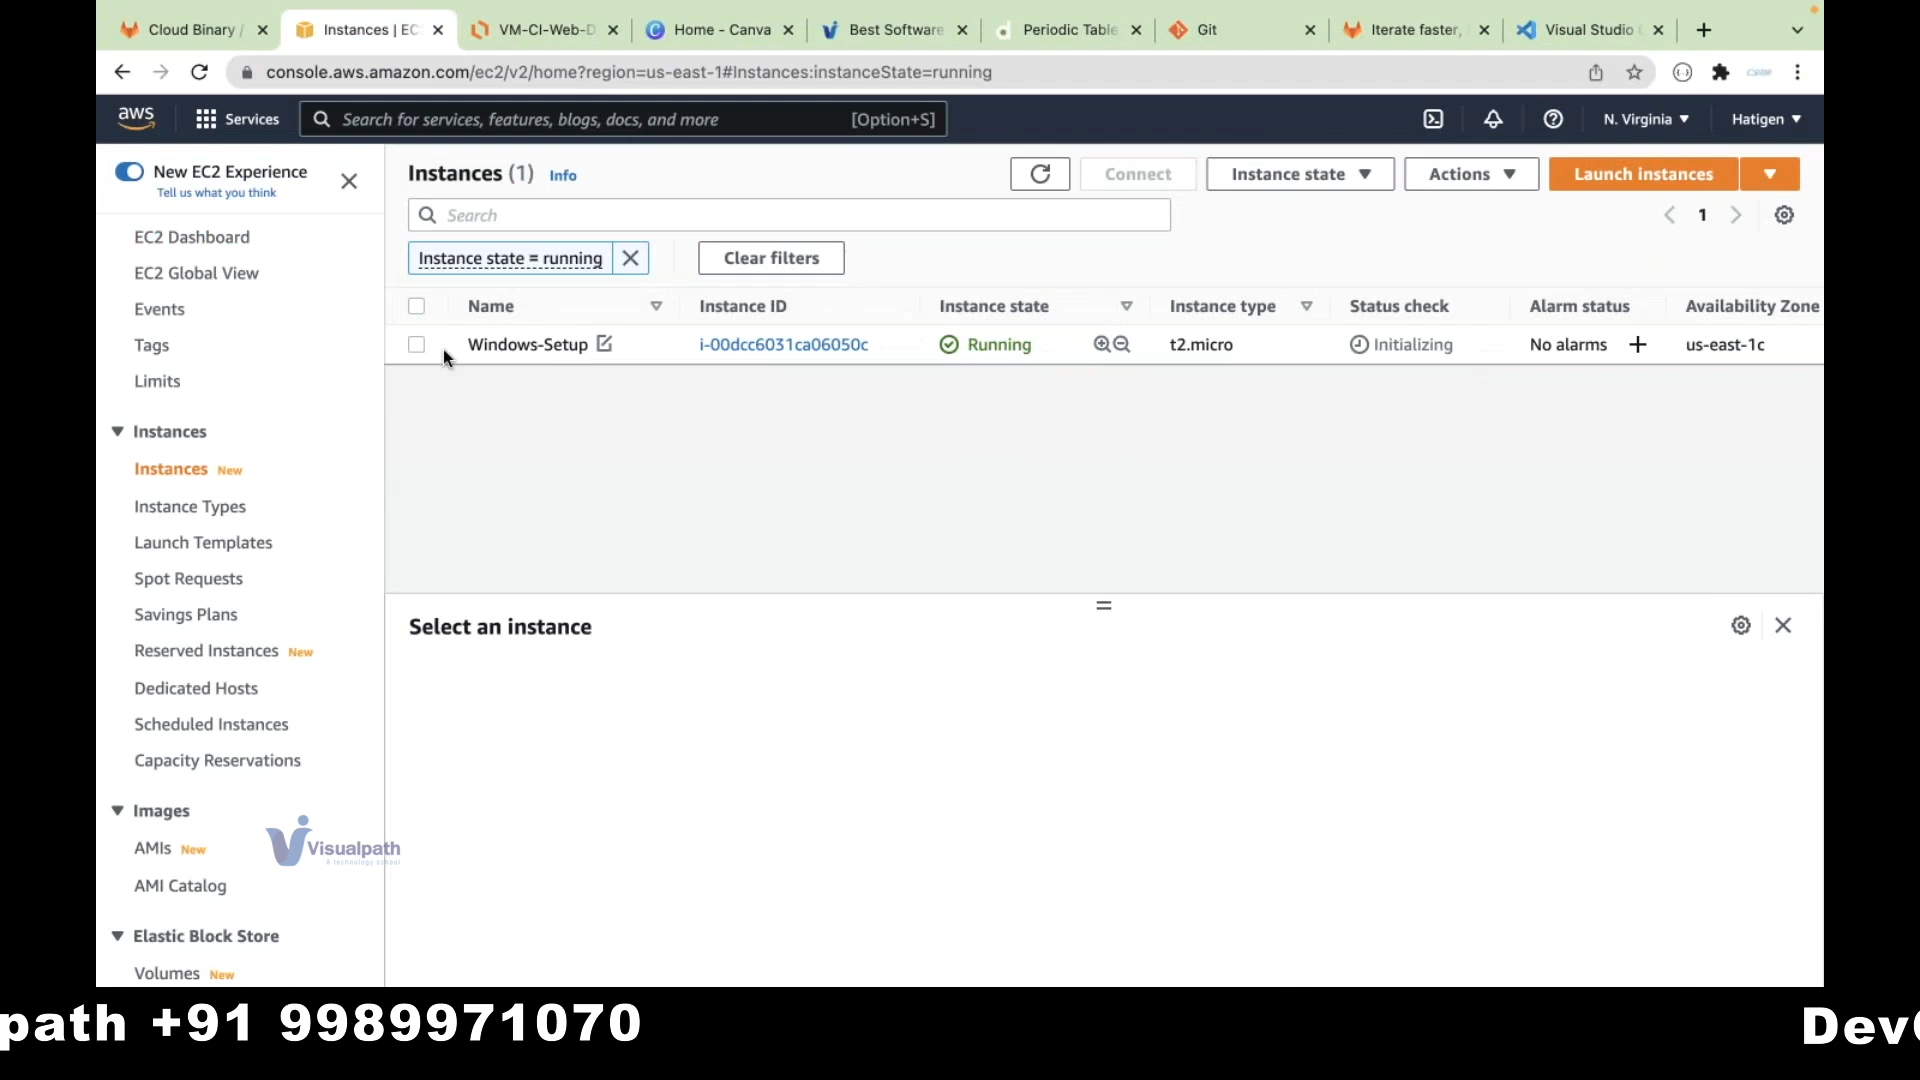 Cloud Binary /
Instances | EC
VM-CI-Web-D
Home - Canva
Best Software
Periodic Table
Git
Iterate faster,
Visual Studio
console.aws.amazon.com/ec2/v2/home?region=us-east-1#Instances:instanceState=running
aws
Services
Search for services, features, blogs, docs, and more
[Option+S]
N. Virginia
Hatigen
New EC2 Experience
Tell us what you think
EC2 Dashboard
EC2 Global View
Events
Tags
Limits
Instances
Instances New
Instance Types
Launch Templates
Spot Requests
Savings Plans
Reserved Instances New
Dedicated Hosts
Scheduled Instances
Capacity Reservations
Images
AMIs New
AMI Catalog
Elastic Block Store
Volumes New
Instances (1) Info
Connect
Instance state
Actions
Launch instances
Search
1
Instance state = running
Clear filters
Name
Instance ID
Instance state
Instance type
Status check
Alarm status
Availability Zone
Windows-Setup
i-00dcc6031ca06050c
Running
t2.micro
Initializing
No alarms
us-east-1c
Select an instance
Visualpath
A technology school
path +91 9989971070
Dev